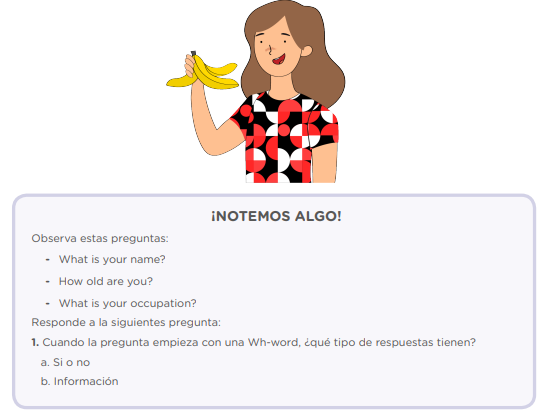 ¡NOTEMOS ALGO!
Observa estas preguntas:
- What is your name?
- How old are you?
- What is your occupation?
Responde a la siguientes pregunta:
1. Cuando la pregunta empieza con una Wh-word, ¿qué tipo de respuestas tienen?
a. Si o no
b. Información